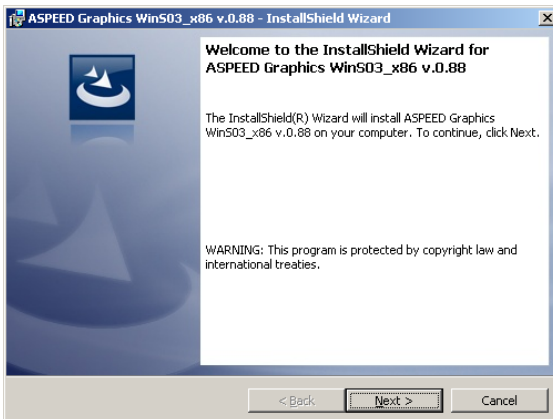 ASPEED Graphics WinS03_x86 v.0.88 - InstallShield Wizard
Welcome to the InstallShield Wizard for
ASPEED Graphics WinS03_x86 v.0.88
The InstallShield(R) Wizard will install ASPEED Graphics
WinS03_x86 v.0.88 on your computer. To continue, click Next.
WARNING: This program is protected by copyright law and
international treaties.
< Back
Next >
Cancel